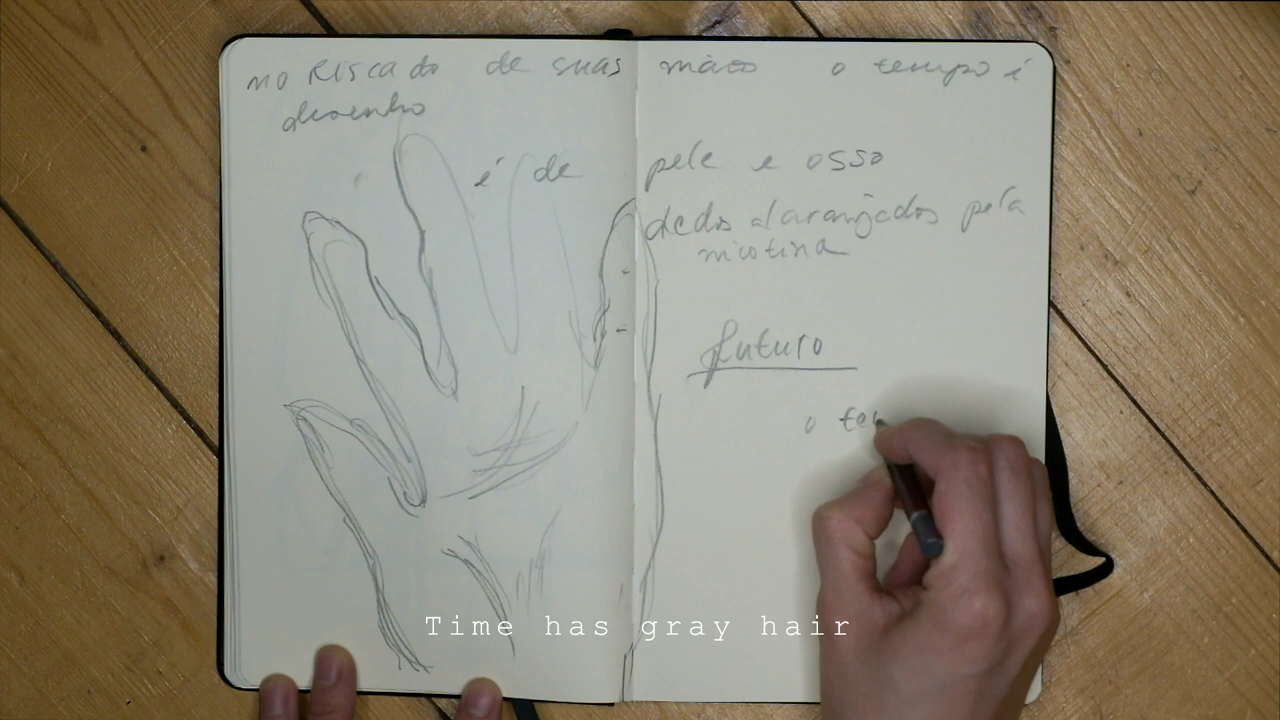 no Riscado de suas mãos o tempo é
desenho
é de pele e osso
dedos alaranjados pela
nicotina
futuro
o tem
Time has gray hair